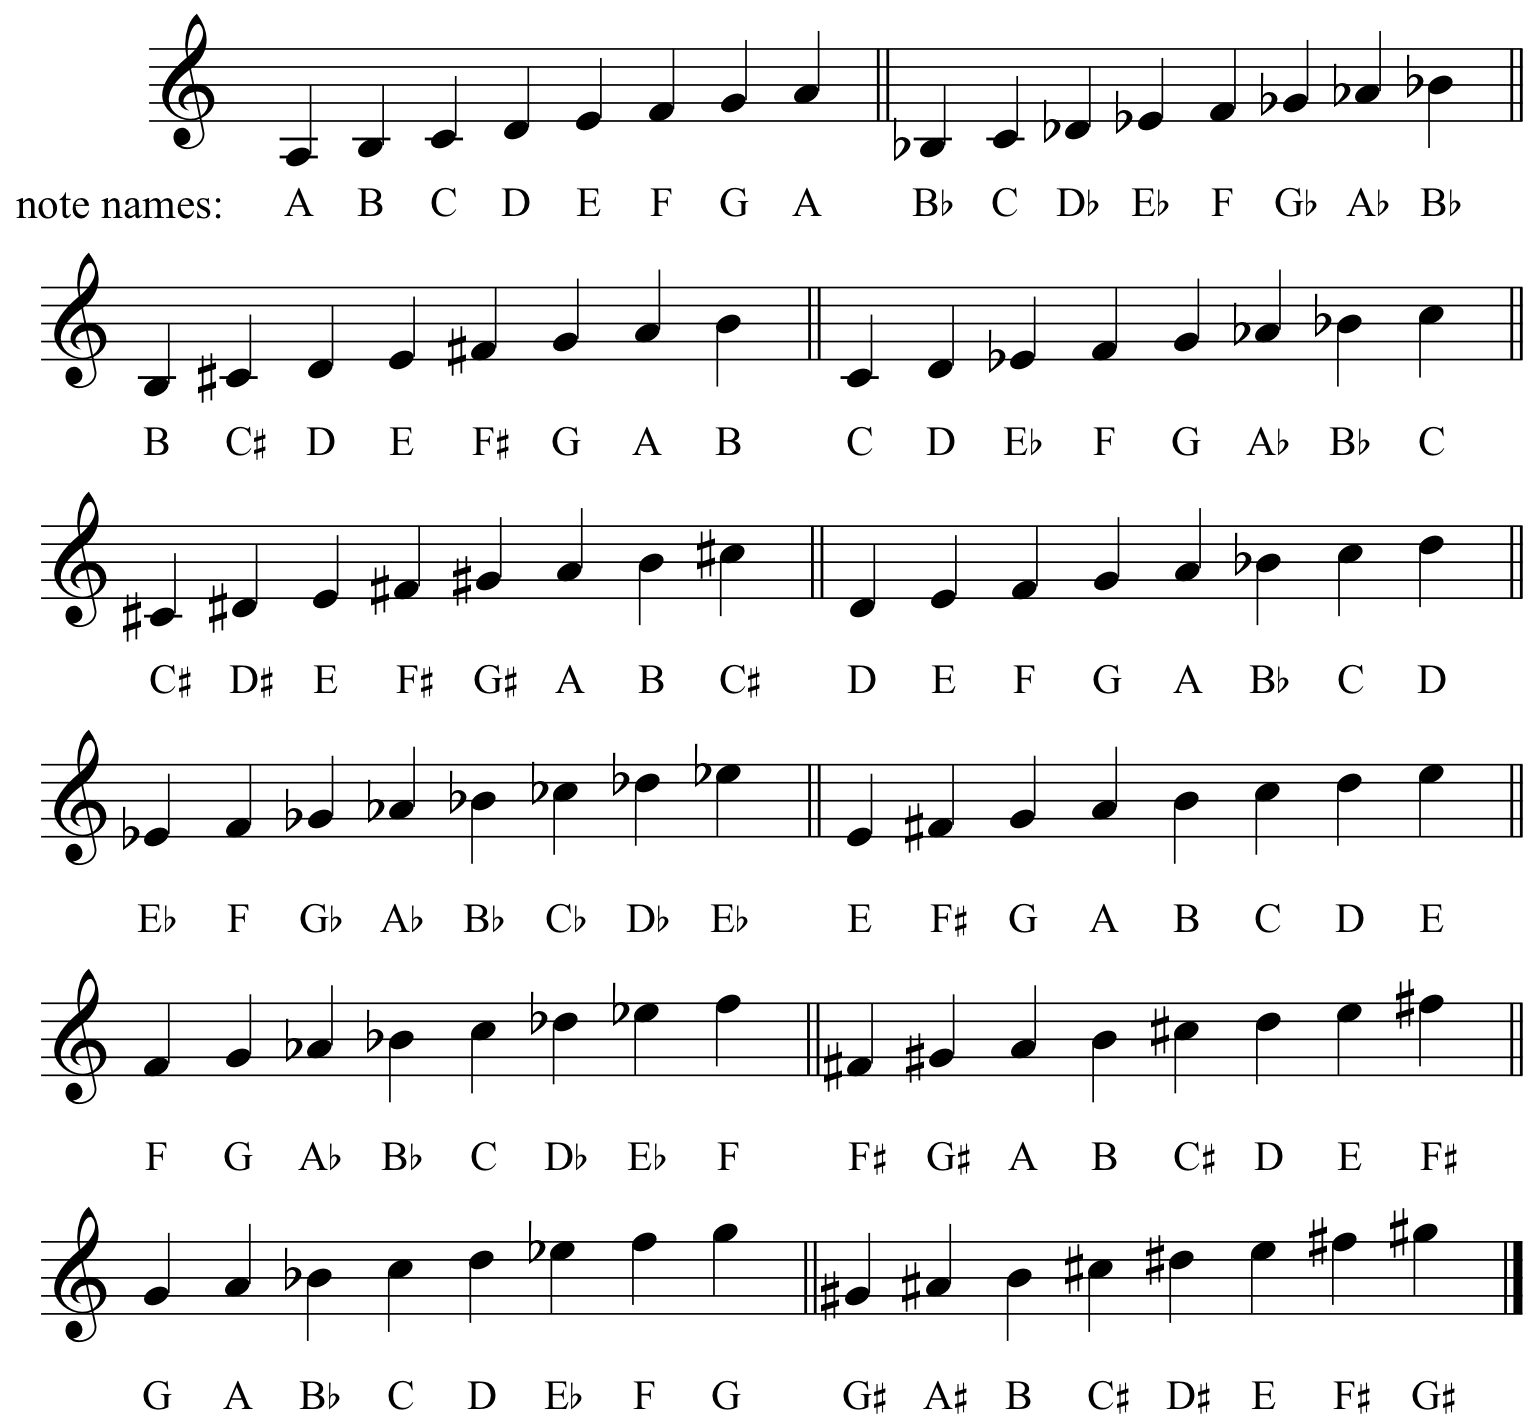 note names: A B C D E F G A B♭ C D♭ E♭ F G♭ A♭ B♭
B C♯ D E F♯ G A B C D E♭ F G A♭ B♭ C
C♯ D♯ E F♯ G♯ A B C♯ D E F G A B♭ C D
E♭ F G♭ A♭ B♭ C♭ D♭ E♭ E F♯ G A B C D E
F G A♭ B♭ C D♭ E♭ F F♯ G♯ A B C♯ D E F♯
G A B♭ C D E♭ F G G♯ A♯ B C♯ D♯ E F♯ G♯